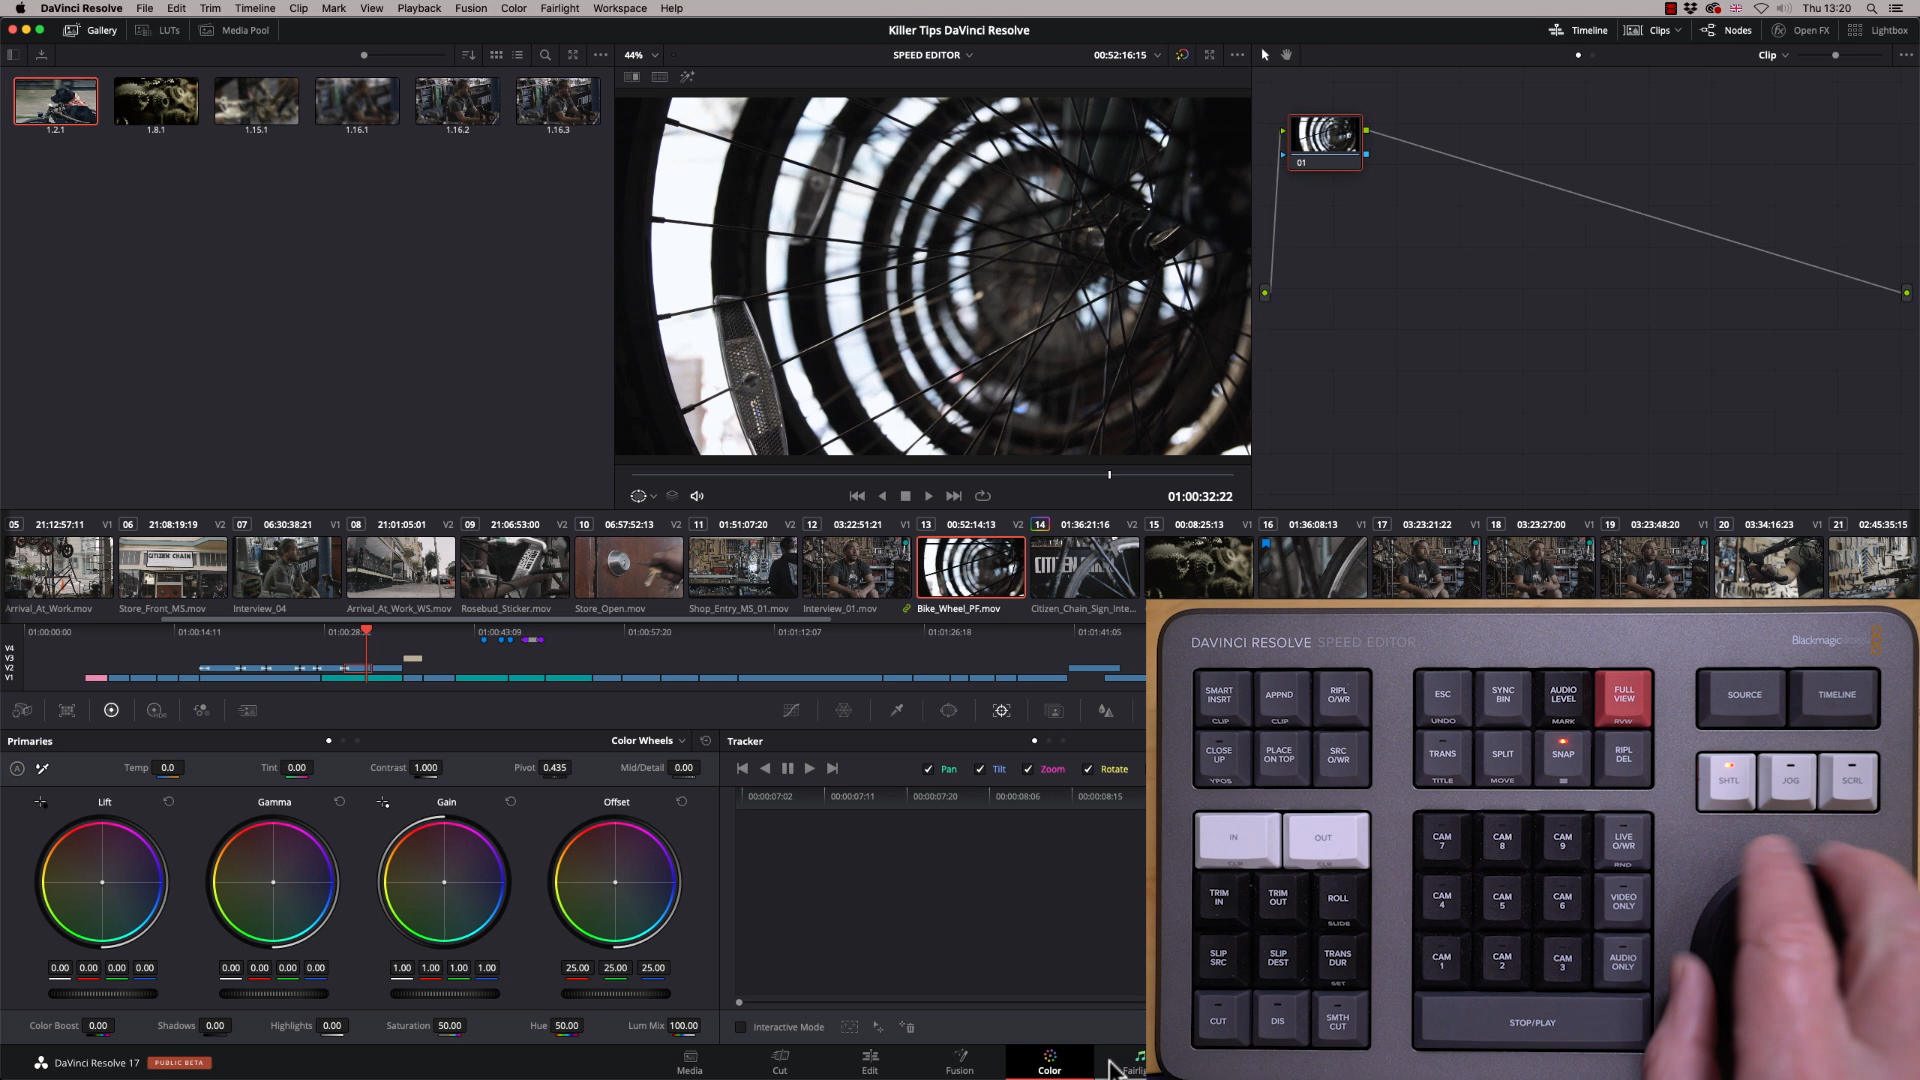 DaVinci Resolve File Edit Trim Timeline Clip Mark View Playback Fusion Color Fairlight Workspace Help Thu 13:20
Gallery LUTs Media Pool Killer Tips DaVinci Resolve Timeline Clips Nodes Open FX Lightbox
44% SPEED EDITOR 00:52:16:15 Clip
1.2.1 1.8.1 1.15.1 1.16.1 1.16.2 1.16.3
01
01:00:32:22
05 21:12:57:11 V1 06 21:08:19:19 V2 07 06:30:38:21 V1 08 21:01:05:01 V2 09 21:06:53:00 V2 10 06:57:52:13 V2 11 01:51:07:20 V2 12 03:22:51:21 V1 13 00:52:14:13 V2 14 01:36:21:16 V2 15 00:08:25:13 V1 16 01:36:08:13 V1 17 03:23:21:22 V1 18 03:23:27:00 V1 19 03:23:48:20 V1 20 03:34:16:23 V1 21 02:45:35:15
CITIZEN CHAIN
Arrival_At_Work.mov Store_Front_MS.mov Interview_04 Arrival_At_Work_WS.mov Rosebud_Sticker.mov Store_Open.mov Shop_Entry_MS_01.mov Interview_01.mov Bike_Wheel_PF.mov Citizen_Chain_Sign_Inte...
01:00:00:00 01:00:14:11 01:00:28: 01:00:43:09 01:00:57:20 01:01:12:07 01:01:26:18 01:01:41:05
V4
V3
V2
V1
HDR
Primaries Color Wheels Tracker
Temp 0.0 Tint 0.00 Contrast 1.000 Pivot 0.435 Mid/Detail 0.00 Pan Tilt Zoom Rotate
00:00:07:02 00:00:07:11 00:00:07:20 00:00:08:06 00:00:08:15
Lift Gamma Gain Offset
0.00 0.00 0.00 0.00 0.00 0.00 0.00 0.00 1.00 1.00 1.00 1.00 25.00 25.00 25.00
Color Boost 0.00 Shadows 0.00 Highlights 0.00 Saturation 50.00 Hue 50.00 Lum Mix 100.00 Interactive Mode
DaVinci Resolve 17 PUBLIC BETA Media Cut Edit Fusion Color Fairlig
DAVINCI RESOLVE SPEED EDITOR Blackmagic
SMART INSRT CLIP APPND CLIP RIPL O/WR ESC UNDO SYNC BIN AUDIO LEVEL MARK FULL VIEW RVW SOURCE TIMELINE
CLOSE UP YPOS PLACE ON TOP SRC O/WR TRANS TITLE SPLIT MOVE SNAP RIPL DEL SHTL JOG SCRL
IN CLR OUT CLR CAM 7 CAM 8 CAM 9 LIVE O/WR RND
TRIM IN TRIM OUT ROLL SLIDE CAM 4 CAM 5 CAM 6 VIDEO ONLY
SLIP SRC SLIP DEST TRANS DUR SET CAM 1 CAM 2 CAM 3 AUDIO ONLY
CUT DIS SMTH CUT STOP/PLAY